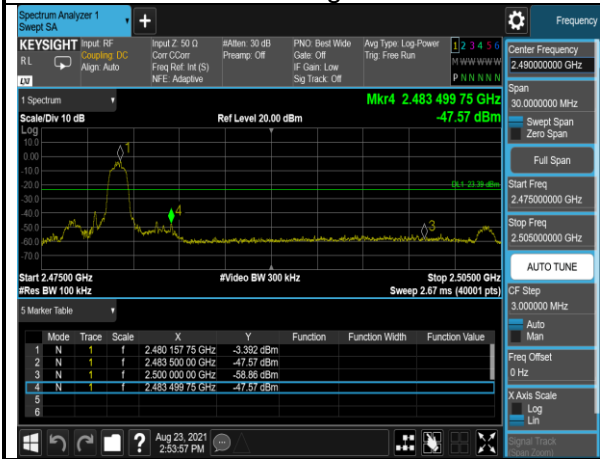 Spectrum Analyzer 1
Swept SA
+
Frequency
KEYSIGHT
RL
LXI
Input: RF
Coupling: DC
Align: Auto
Input Z: 50 Ω
Corr CCorr
Freq Ref: Int (S)
NFE: Adaptive
#Atten: 30 dB
Preamp: Off
PNO: Best Wide
Gate: Off
IF Gain: Low
Sig Track: Off
Avg Type: Log-Power
Trig: Free Run
1 2 3 4 5 6
M W W W W W
P N N N N N
1 Spectrum
Mkr4 2.483 499 75 GHz
-47.57 dBm
Scale/Div 10 dB
Ref Level 20.00 dBm
Log
10.0
0.00
-10.0
-20.0
-30.0
-40.0
-50.0
-60.0
-70.0
1
4
3
DL1 -23.39 dBm
Start 2.47500 GHz
#Video BW 300 kHz
Stop 2.50500 GHz
#Res BW 100 kHz
Sweep 2.67 ms (40001 pts)
5 Marker Table
Mode Trace Scale X Y Function Function Width Function Value
1 N 1 f 2.480 157 75 GHz -3.392 dBm
2 N 1 f 2.483 500 00 GHz -47.57 dBm
3 N 1 f 2.500 000 00 GHz -58.86 dBm
4 N 1 f 2.483 499 75 GHz -47.57 dBm
5
6
Center Frequency
2.490000000 GHz
Span
30.0000000 MHz
Swept Span
Zero Span
Full Span
Start Freq
2.475000000 GHz
Stop Freq
2.505000000 GHz
AUTO TUNE
CF Step
3.000000 MHz
Auto
Man
Freq Offset
0 Hz
X Axis Scale
Log
Lin
Signal Track
(Span Zoom)
?
Aug 23, 2021
2:53:57 PM